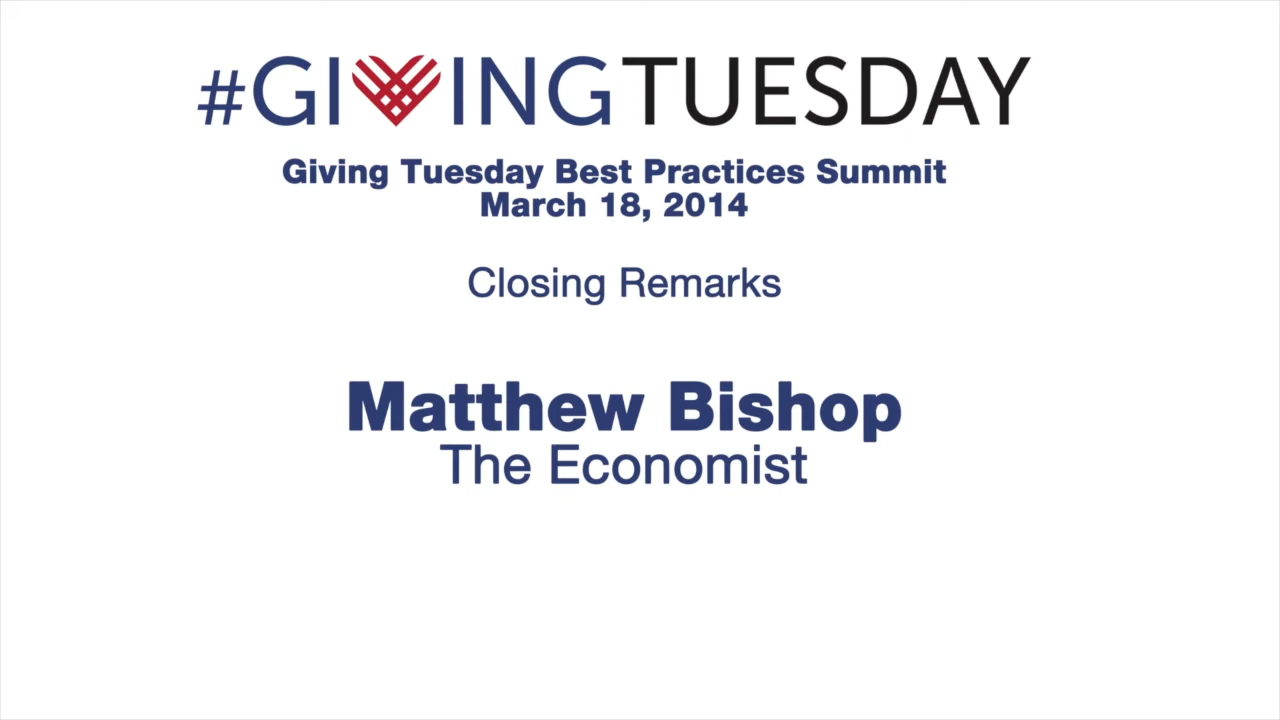 #GIVINGTUESDAY
Giving Tuesday Best Practices Summit
March 18, 2014
Closing Remarks
Matthew Bishop
The Economist